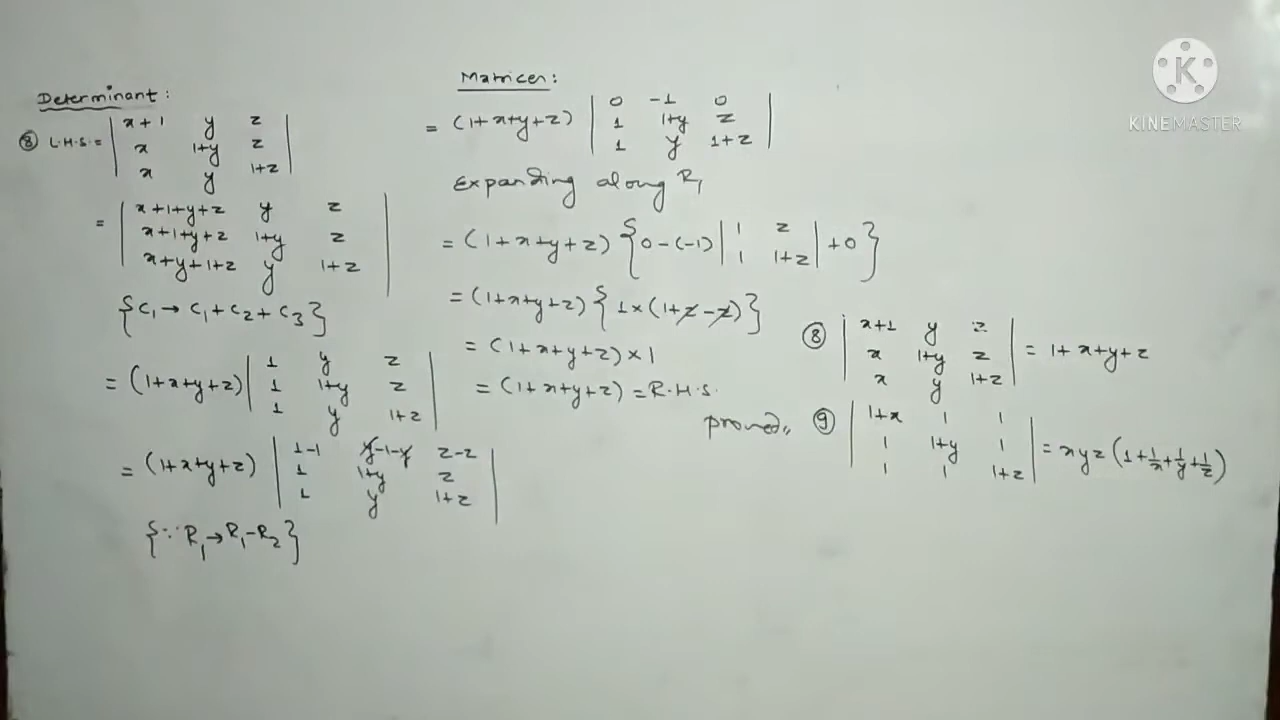 Determinant:
⑧ L.H.S. = | x+1 y z |
| x 1+y z |
| x y 1+z |
= | x+1+y+z y z |
| x+1+y+z 1+y z |
| x+y+1+z y 1+z |
{C₁→ C₁+C₂+C₃}
= (1+x+y+z) | 1 y z |
| 1 1+y z |
| 1 y 1+z |
= (1+x+y+z) | 1-1 y-1-y z-z |
| 1 1+y z |
| 1 y 1+z |
{∵ R₁→R₁-R₂}
Matrices:
= (1+x+y+z) | 0 -1 0 |
| 1 1+y z |
| 1 y 1+z |
Expanding along R₁
= (1+x+y+z) {0-(-1) | 1 z | +0}
| 1 1+z |
= (1+x+y+z) {1×(1+z-z)}
= (1+x+y+z)×1
= (1+x+y+z) = R.H.S.
proved,,
⑧ | x+1 y z |
| x 1+y z | = 1+x+y+z
| x y 1+z |
⑨ | 1+x 1 1 |
| 1 1+y 1 | = xyz(1+1/x+1/y+1/z)
| 1 1 1+z |
K
KINEMASTER